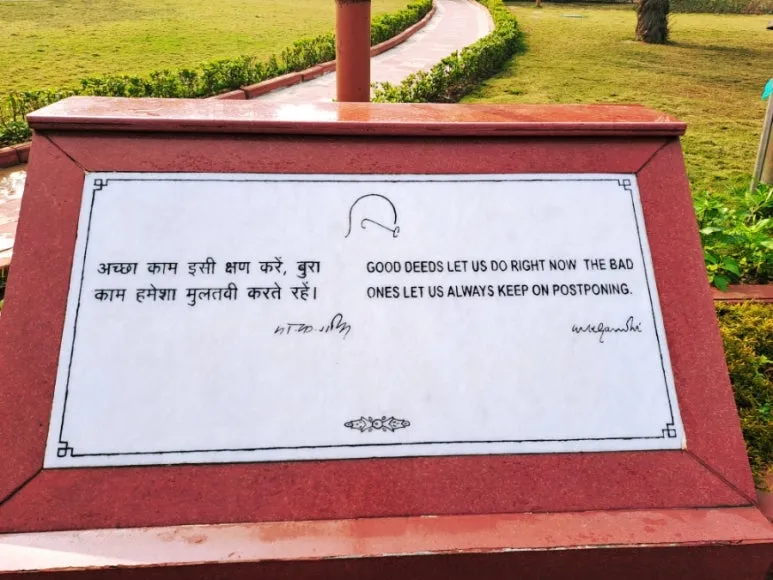 अच्छा काम इसी क्षण करें, बुरा
काम हमेशा मुलतवी करते रहें।
GOOD DEEDS LET US DO RIGHT NOW THE BAD
ONES LET US ALWAYS KEEP ON POSTPONING.
mkgandhi